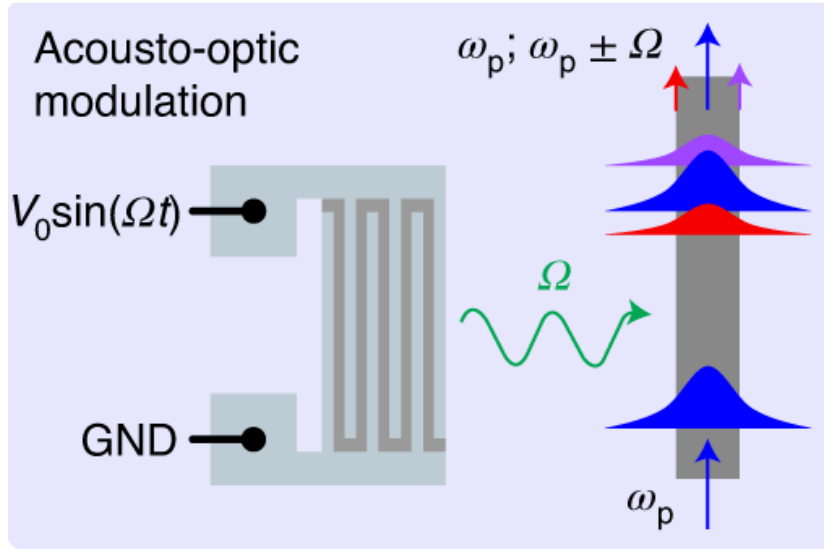 Acousto-optic
modulation
ω_p; ω_p ± Ω
V_0sin(Ωt)
Ω
GND
ω_p